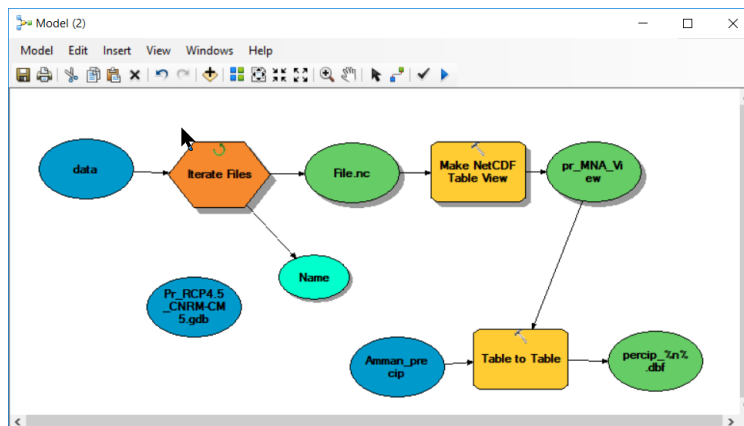 Model (2)
Model Edit Insert View Windows Help
data
Iterate Files
File.nc
Make NetCDF
Table View
pr_MNA_Vi
ew
Name
Pr_RCP4.5
_CNRM-CM
5.gdb
Amman_pre
cip
Table to Table
percip_%n%
.dbf